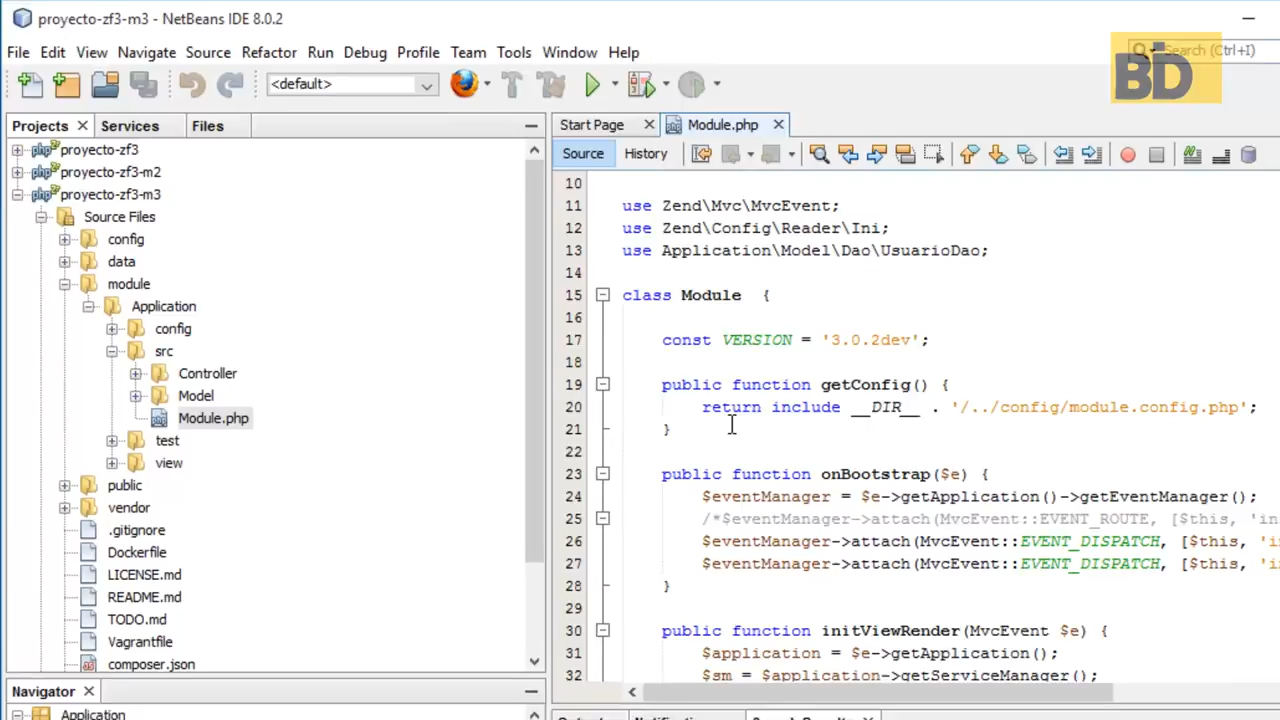 proyecto-zf3-m3 - NetBeans IDE 8.0.2
File Edit View Navigate Source Refactor Run Debug Profile Team Tools Window Help
Search (Ctrl+I)
BD
<default>
Projects Services Files
Start Page Module.php
Source History
proyecto-zf3
proyecto-zf3-m2
proyecto-zf3-m3
Source Files
config
data
module
Application
config
src
Controller
Model
Module.php
test
view
public
vendor
.gitignore
Dockerfile
LICENSE.md
README.md
TODO.md
Vagrantfile
composer.json
Navigator
Application
10
11 use Zend\Mvc\MvcEvent;
12 use Zend\Config\Reader\Ini;
13 use Application\Model\Dao\UsuarioDao;
14
15 class Module {
16
17 const VERSION = '3.0.2dev';
18
19 public function getConfig() {
20 return include __DIR__ . '/../config/module.config.php';
21 }
22
23 public function onBootstrap($e) {
24 $eventManager = $e->getApplication()->getEventManager();
25 /*$eventManager->attach(MvcEvent::EVENT_ROUTE, [$this, 'in
26 $eventManager->attach(MvcEvent::EVENT_DISPATCH, [$this, 'i
27 $eventManager->attach(MvcEvent::EVENT_DISPATCH, [$this, 'i
28 }
29
30 public function initViewRender(MvcEvent $e) {
31 $application = $e->getApplication();
32 $sm = $application->getServiceManager();